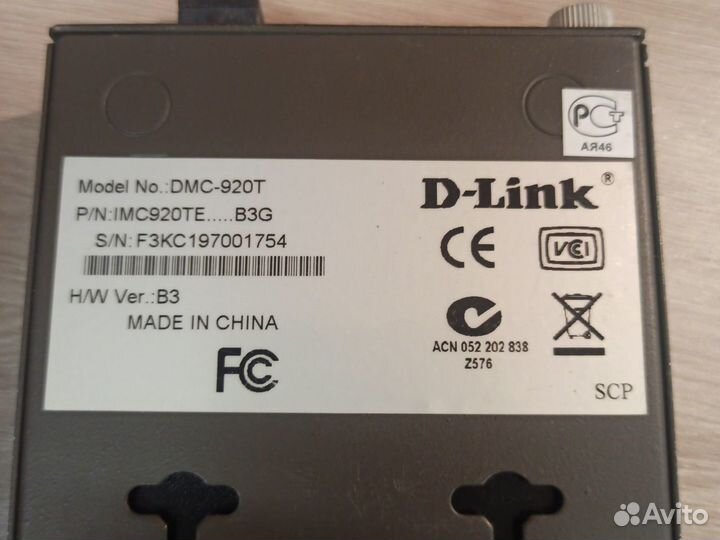 РСТ
АЯ46
Model No.:DMC-920T
P/N:IMC920TE.....B3G
S/N:F3KC197001754
H/W Ver.:B3
MADE IN CHINA
FC
D-Link®
CE
VCI
ACN 052 202 838
Z576
SCP
Avito